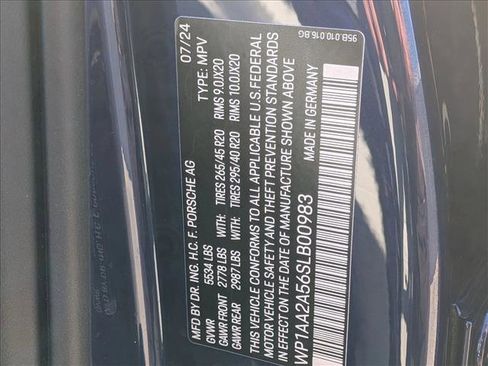 MFD BY DR. ING. H.C. F. PORSCHE AG 07/24
GVWR 5534 LBS TYPE: MPV
GAWR FRONT 2778 LBS WITH: TIRES 265/45 R20 RIMS 9.0JX20
GAWR REAR 2987 LBS WITH: TIRES 295/40 R20 RIMS 10.0JX20
THIS VEHICLE CONFORMS TO ALL APPLICABLE U.S. FEDERAL
MOTOR VEHICLE SAFETY AND THEFT PREVENTION STANDARDS
IN EFFECT ON THE DATE OF MANUFACTURE SHOWN ABOVE
WP1AA2A56SLB00983 MADE IN GERMANY
95B.010.016.BG